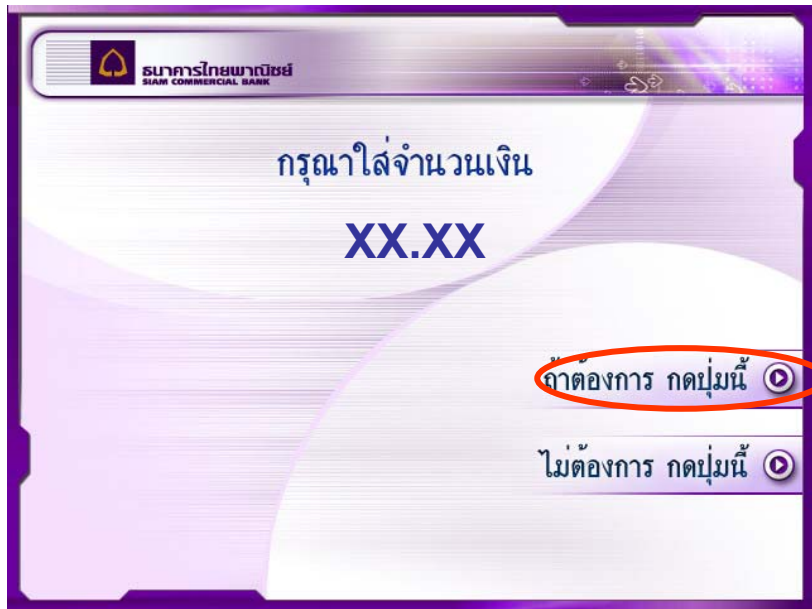 ธนาคารไทยพาณิชย์
SIAM COMMERCIAL BANK
กรุณาใส่จำนวนเงิน
XX.XX
ถ้าต้องการ กดปุ่มนี้
ไม่ต้องการ กดปุ่มนี้